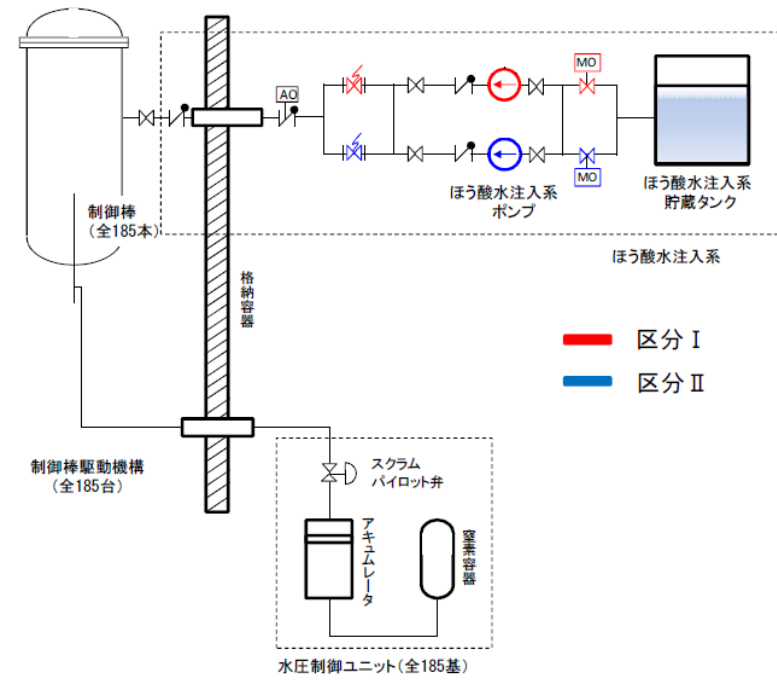 MO
AO
MO
ほう酸水注入系
ポンプ
ほう酸水注入系
貯蔵タンク
制御棒
（全185本）
ほう酸水注入系
格納容器
区分Ⅰ
区分Ⅱ
制御棒駆動機構
（全185台）
スクラム
パイロット弁
アキュムレータ
窒素容器
水圧制御ユニット（全185基）